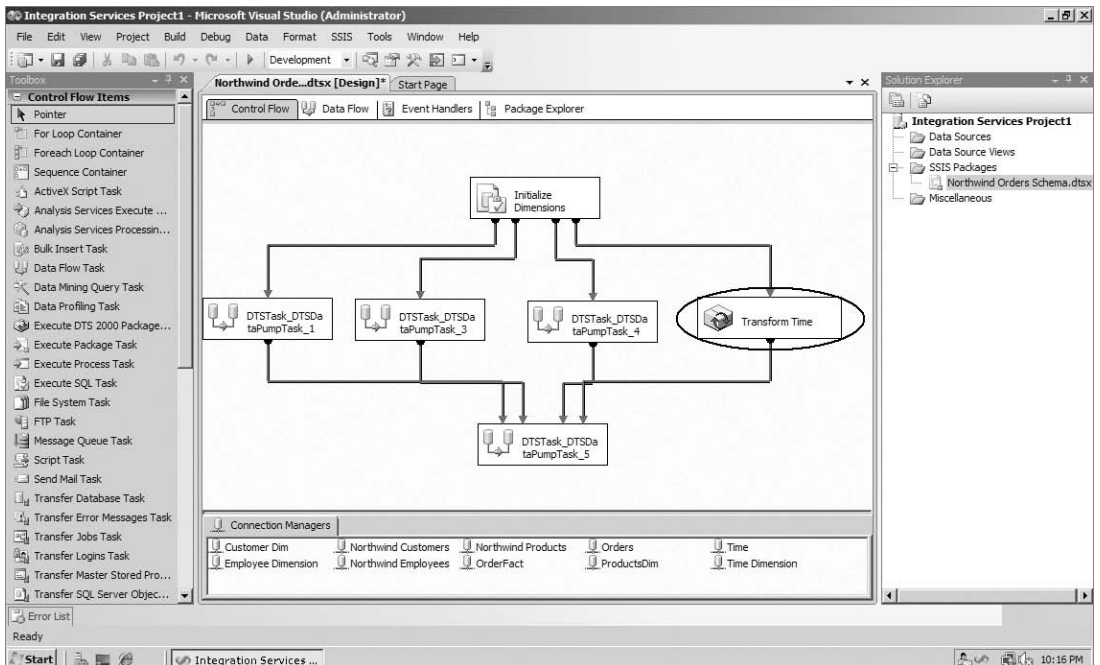 Integration Services Project1 - Microsoft Visual Studio (Administrator)
File Edit View Project Build Debug Data Format SSIS Tools Window Help
Development
Toolbox
Control Flow Items
Pointer
For Loop Container
Foreach Loop Container
Sequence Container
ActiveX Script Task
Analysis Services Execute ...
Analysis Services Processin...
Bulk Insert Task
Data Flow Task
Data Mining Query Task
Data Profiling Task
Execute DTS 2000 Package...
Execute Package Task
Execute Process Task
Execute SQL Task
File System Task
FTP Task
Message Queue Task
Script Task
Send Mail Task
Transfer Database Task
Transfer Error Messages Task
Transfer Jobs Task
Transfer Logins Task
Transfer Master Stored Pro...
Transfer SQL Server Objec...
Northwind Orde...dtsx [Design]* Start Page
Control Flow Data Flow Event Handlers Package Explorer
Initialize
Dimensions
DTSTask_DTSDa
taPumpTask_1
DTSTask_DTSDa
taPumpTask_3
DTSTask_DTSDa
taPumpTask_4
Transform Time
DTSTask_DTSDa
taPumpTask_5
Connection Managers
Customer Dim Northwind Customers Northwind Products Orders Time
Employee Dimension Northwind Employees OrderFact ProductsDim Time Dimension
Solution Explorer
Integration Services Project1
Data Sources
Data Source Views
SSIS Packages
Northwind Orders Schema.dtsx
Miscellaneous
Error List
Ready
Start Integration Services ... 10:16 PM